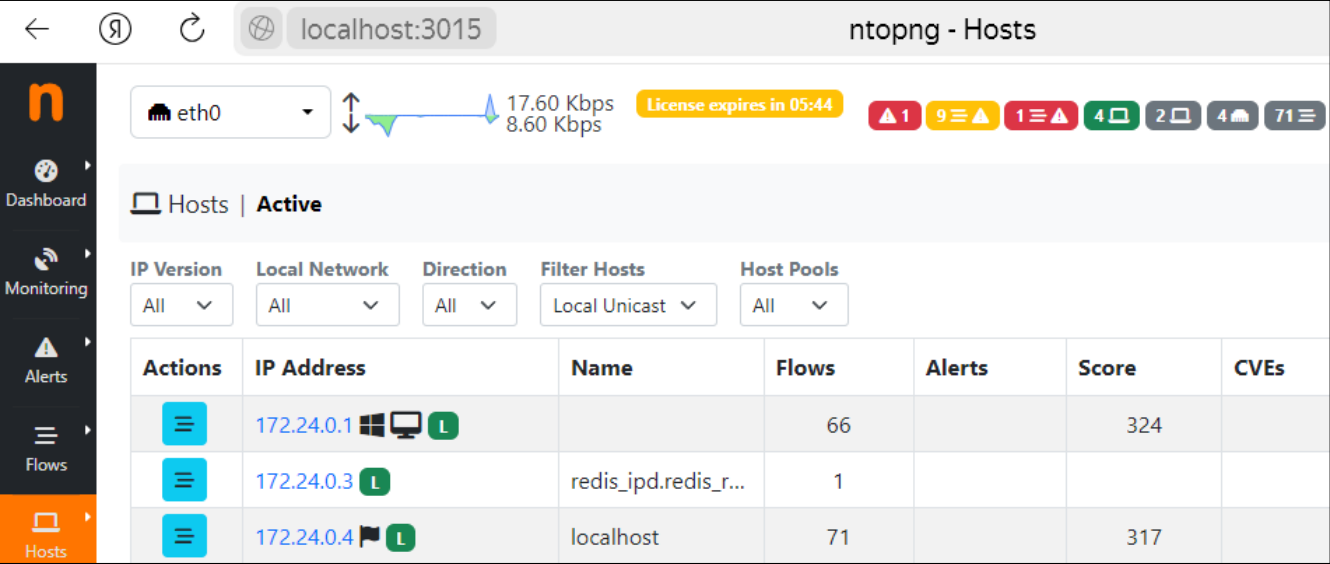 Я localhost:3015 ntopng - Hosts
n
eth0 17.60 Kbps License expires in 05:44
8.60 Kbps
1 9 1 4 2 4 71
Dashboard
Monitoring
Alerts
Flows
Hosts
Hosts | Active
IP Version Local Network Direction Filter Hosts Host Pools
All All All Local Unicast All
Actions IP Address Name Flows Alerts Score CVEs
172.24.0.1 L 66 324
172.24.0.3 L redis_ipd.redis_r... 1
172.24.0.4 L localhost 71 317